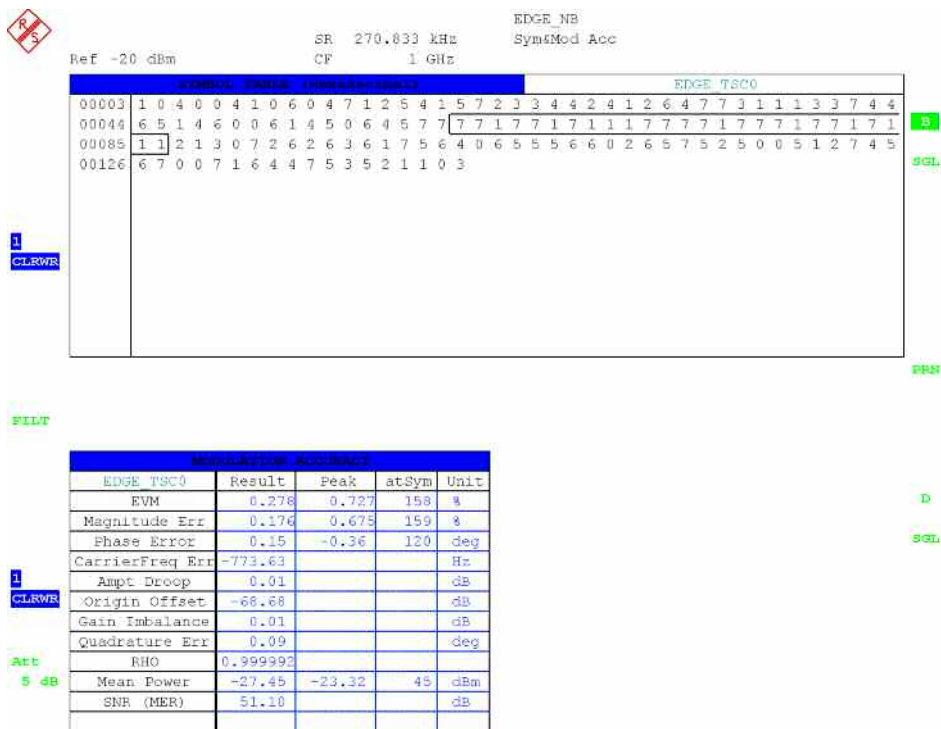 R S
EDGE_NB
SR 270.833 kHz Sym&Mod Acc
Ref -20 dBm CF 1 GHz
SYMBOL TABLE (Hexadecimal) EDGE_TSC0
00003 1 0 4 0 0 4 1 0 6 0 4 7 1 2 5 4 1 5 7 2 3 3 4 4 2 4 1 2 6 4 7 7 3 1 1 1 3 3 7 4 4
00044 6 5 1 4 6 0 0 6 1 4 5 0 6 4 5 7 7 7 7 1 7 7 1 7 1 1 1 7 7 7 7 1 7 7 7 1 7 7 1 7 1
B
00085 1 1 2 1 3 0 7 2 6 2 6 3 6 1 7 5 6 4 0 6 5 5 5 6 6 0 2 6 5 7 5 2 5 0 0 5 1 2 7 4 5
00126 6 7 0 0 7 1 6 4 4 7 5 3 5 2 1 1 0 3
SGL
1
CLRWR
PRN
FILT
MODULATION ACCURACY
EDGE_TSC0 Result Peak atSym Unit
EVM 0.278 0.727 158 %
Magnitude Err 0.176 0.675 159 %
Phase Error 0.15 -0.36 120 deg
CarrierFreq Err -773.63 Hz
Ampt Droop 0.01 dB
Origin Offset -68.68 dB
Gain Imbalance 0.01 dB
Quadrature Err 0.09 deg
RHO 0.999992
Mean Power -27.45 -23.32 45 dBm
SNR (MER) 51.10 dB
D
SGL
1
CLRWR
Att
5 dB